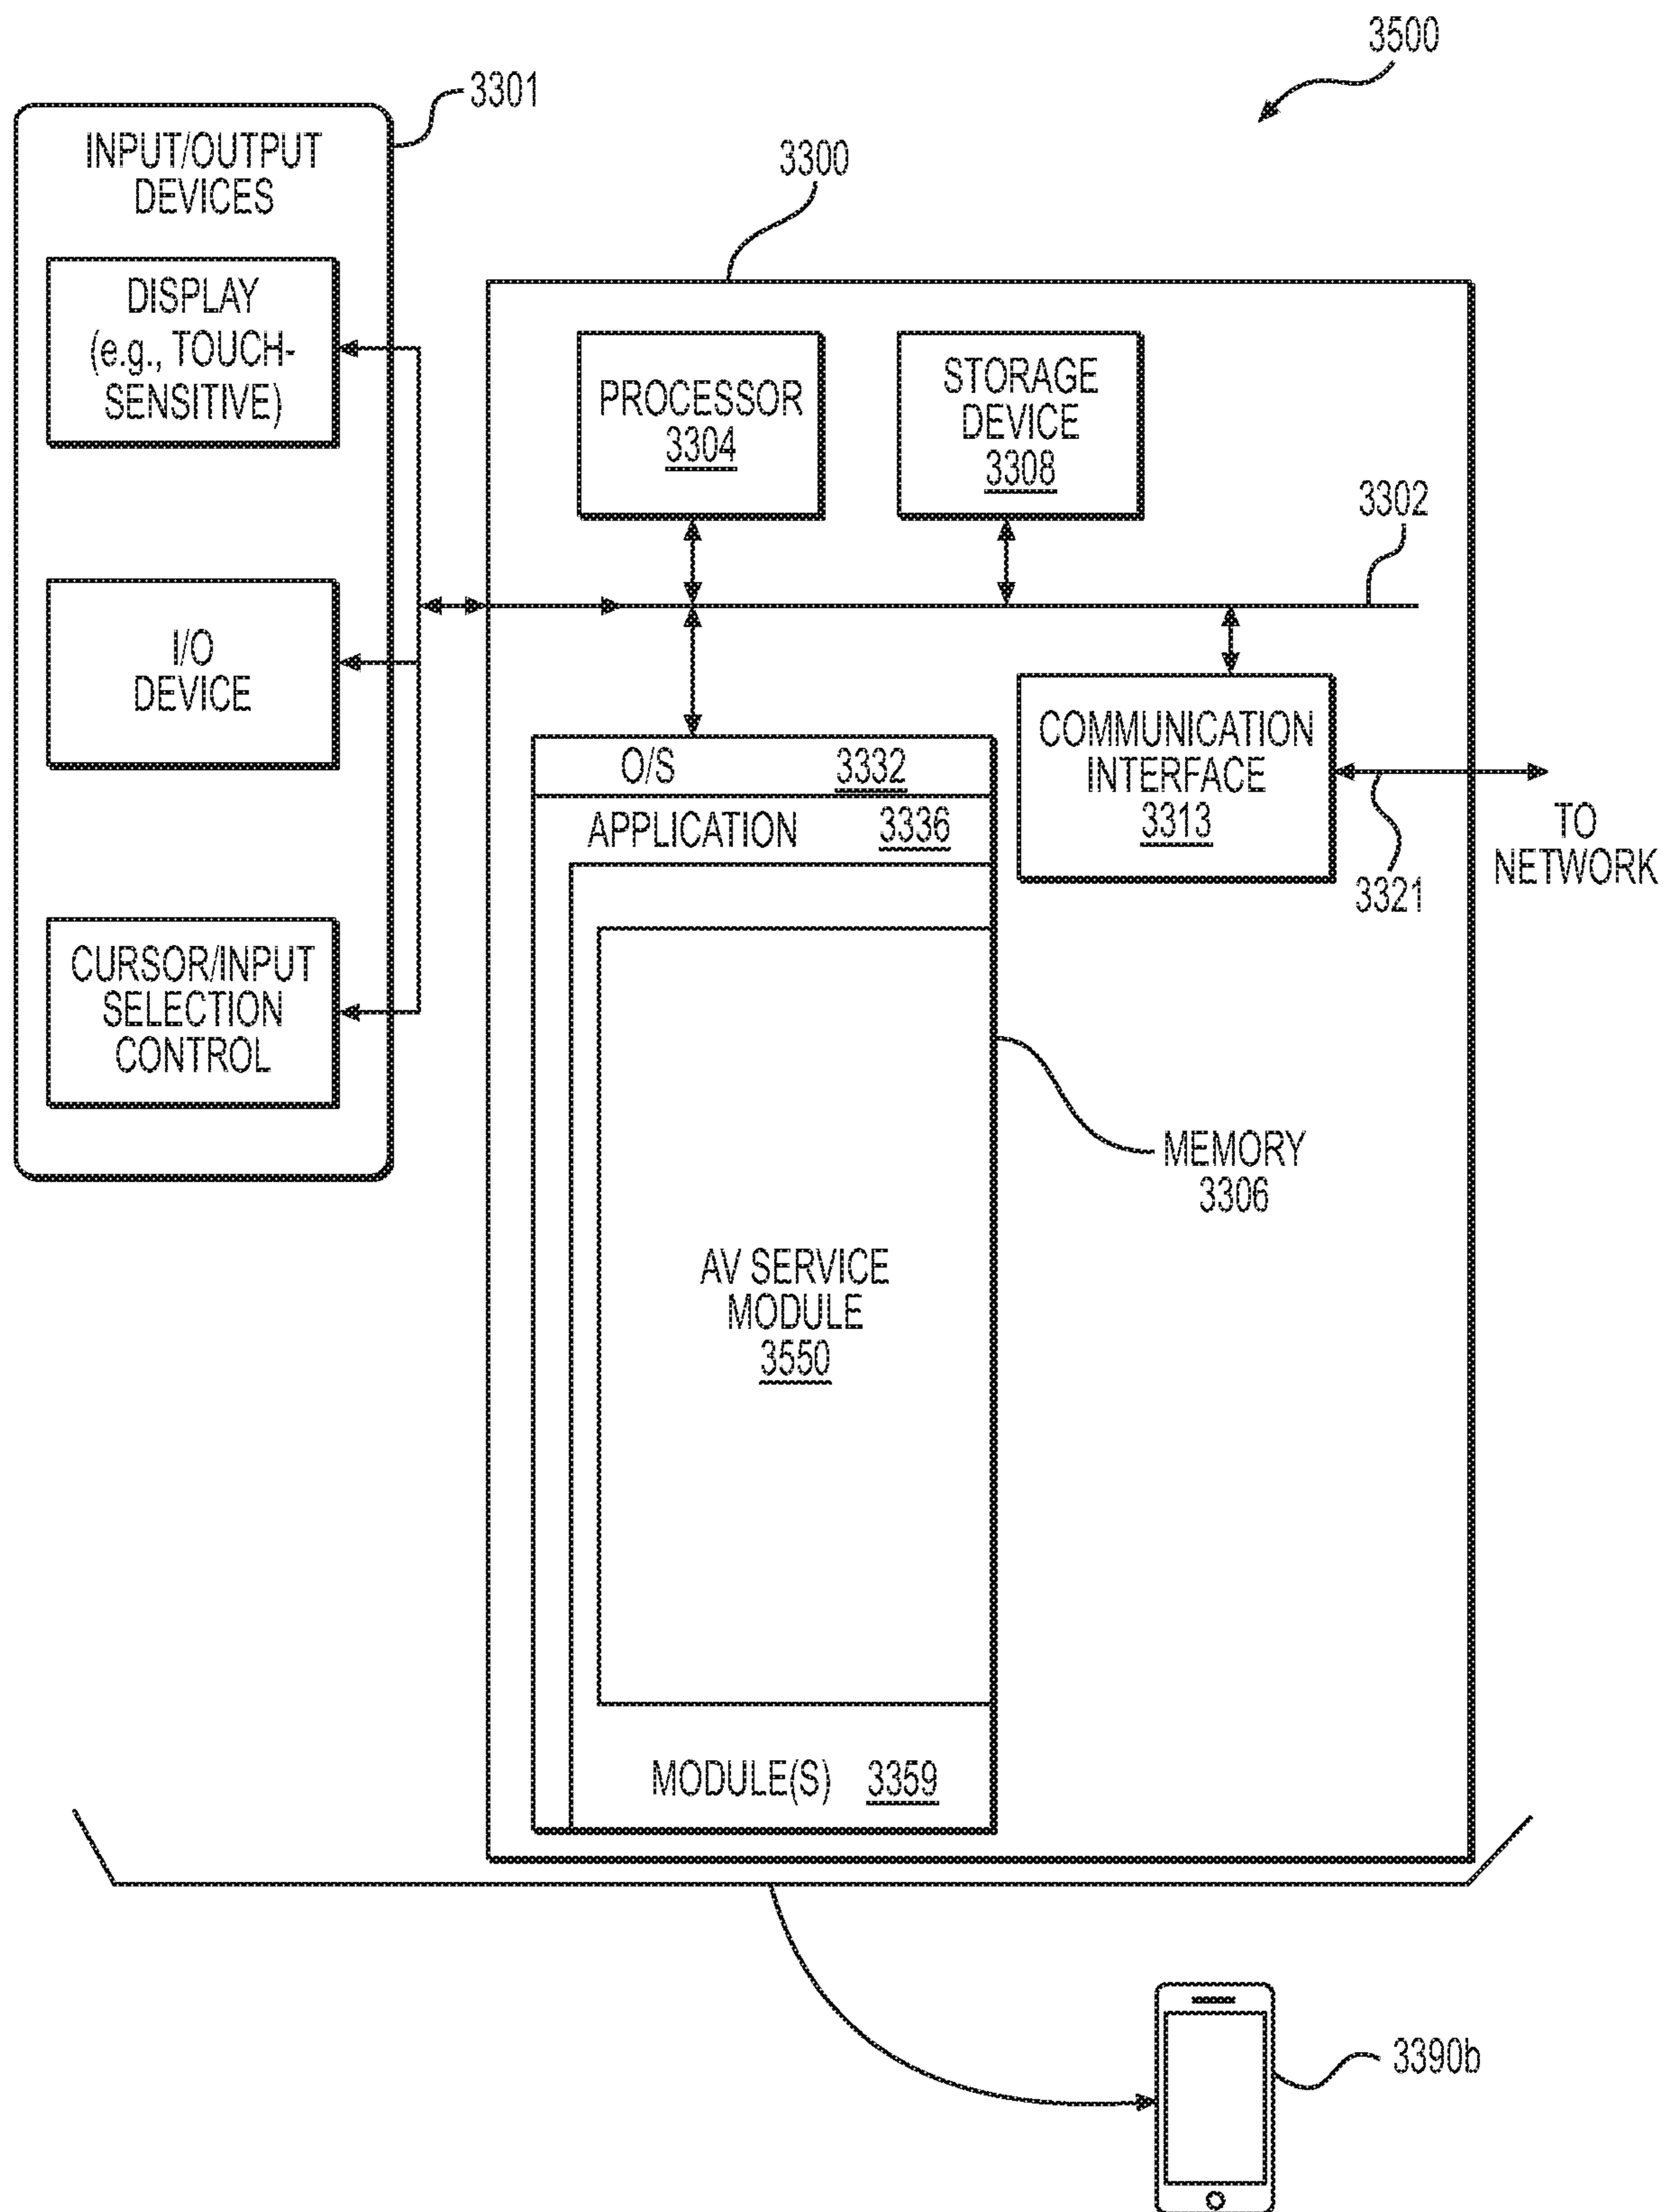 3500
3301
INPUT/OUTPUT
DEVICES
3300
DISPLAY
(e.g., TOUCH-
SENSITIVE)
PROCESSOR
3304
STORAGE
DEVICE
3308
3302
I/O
DEVICE
COMMUNICATION
INTERFACE
3313
O/S 3332
APPLICATION 3336
3321
TO
NETWORK
CURSOR/INPUT
SELECTION
CONTROL
MEMORY
3306
AV SERVICE
MODULE
3550
MODULE(S) 3359
3390b